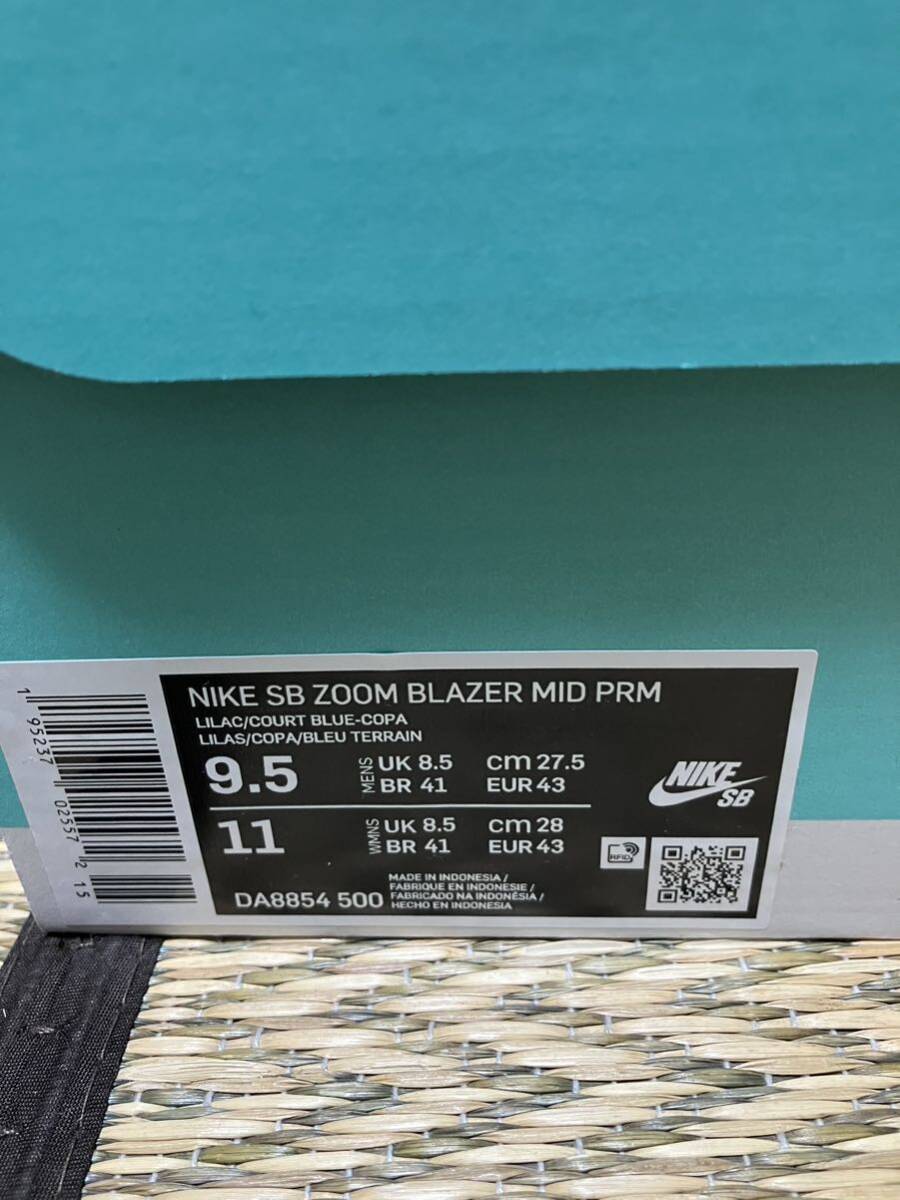 NIKE SB ZOOM BLAZER MID PRM
LILAC/COURT BLUE-COPA
LILAS/COPA/BLEU TERRAIN
9.5 MENS UK 8.5 cm 27.5
BR 41 EUR 43
11 WMNS UK 8.5 cm 28
BR 41 EUR 43
DA8854 500
MADE IN INDONESIA /
FABRIQUE EN INDONESIE /
FABRICADO NA INDONÉSIA /
HECHO EN INDONESIA
RFID
NIKE
SB
1 95237 02557 2 15